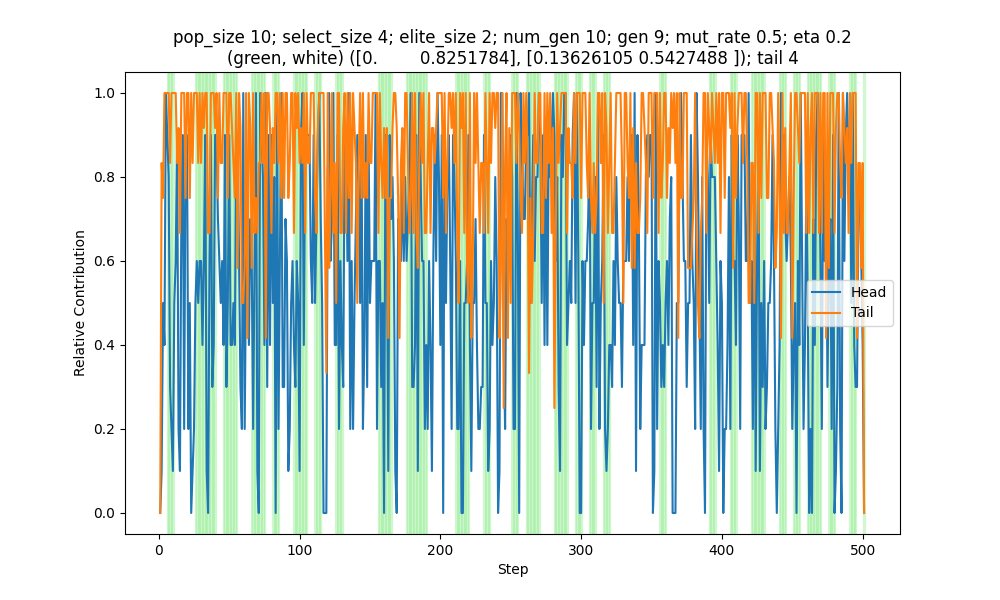 pop_size 10; select_size 4; elite_size 2; num_gen 10; gen 9; mut_rate 0.5; eta 0.2
(green, white) ([0.        0.8251784], [0.13626105 0.5427488 ]); tail 4
1.0
0.8
0.6
0.4
0.2
0.0
Relative Contribution
Head
Tail
0 100 200 300 400 500
Step